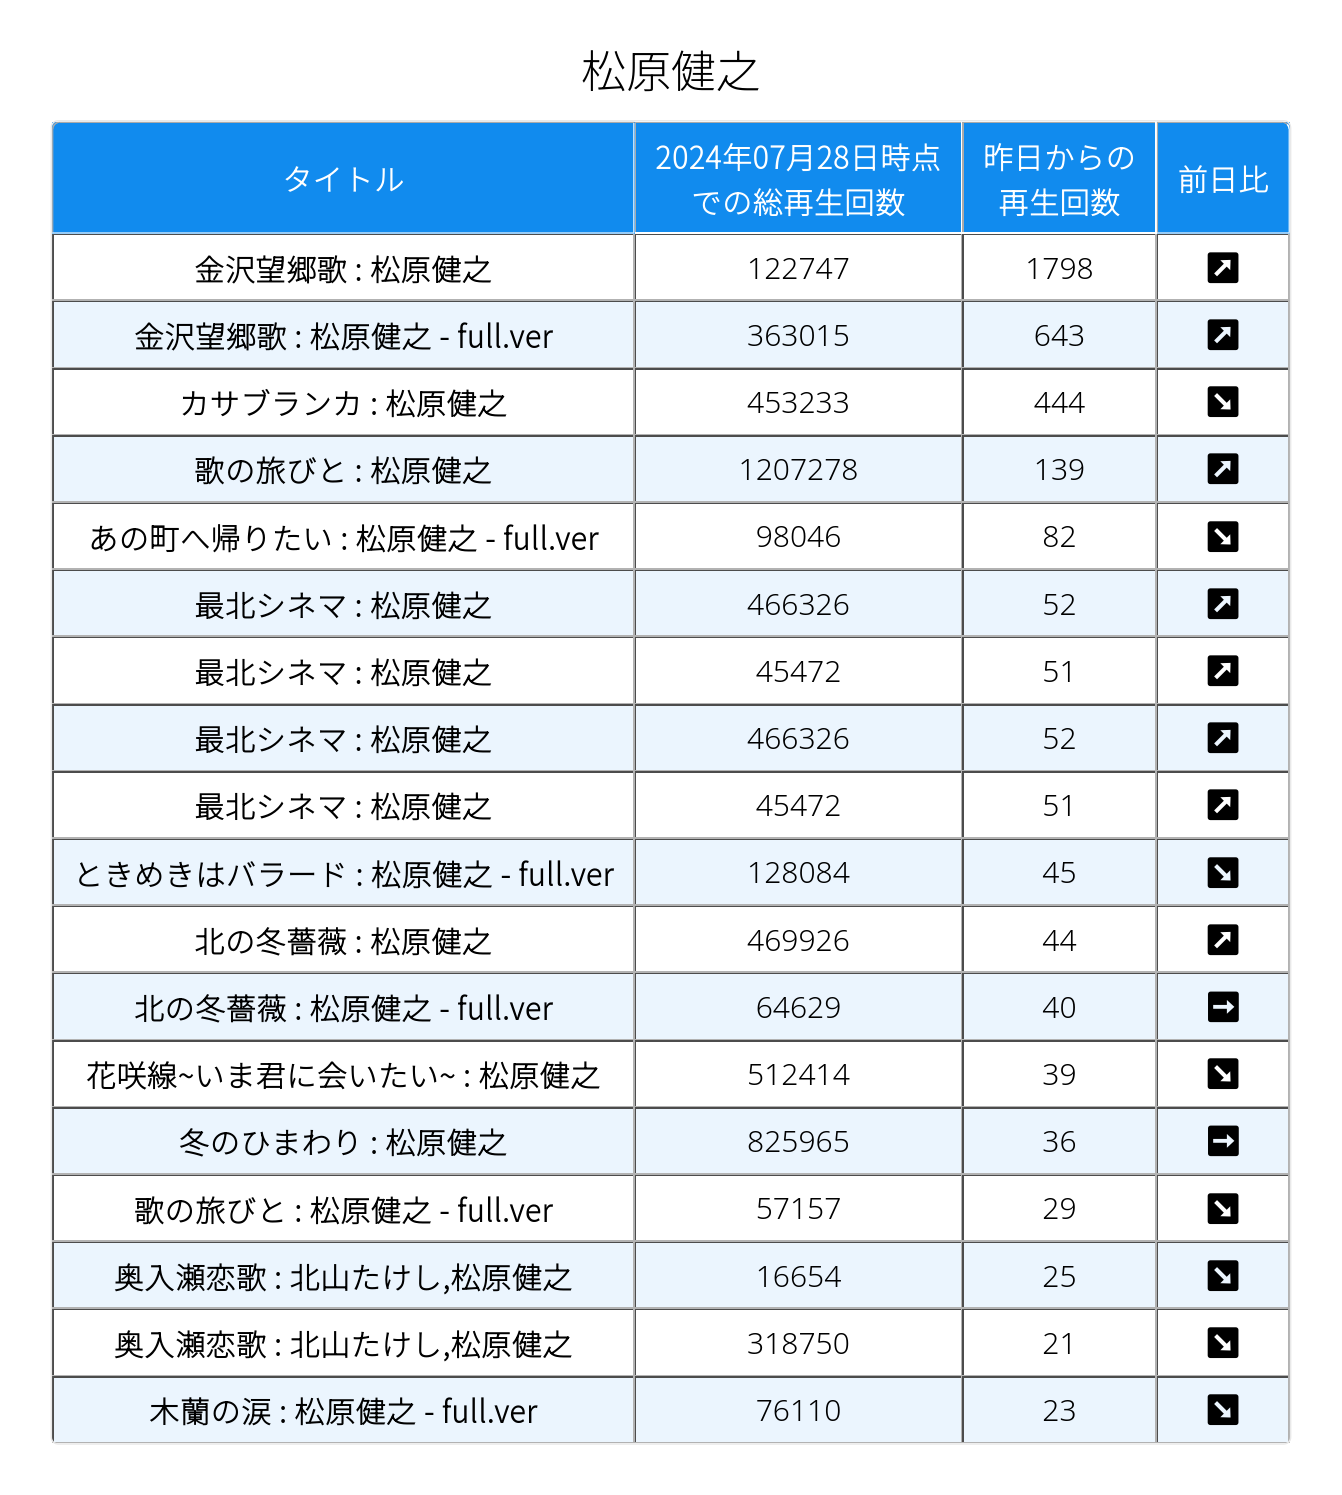 松原健之
タイトル
2024年07月28日時点
での総再生回数
昨日からの
再生回数
前日比
金沢望郷歌 : 松原健之 122747 1798 ↗
金沢望郷歌 : 松原健之 - full.ver 363015 643 ↗
カサブランカ : 松原健之 453233 444 ↘
歌の旅びと : 松原健之 1207278 139 ↗
あの町へ帰りたい : 松原健之 - full.ver 98046 82 ↘
最北シネマ : 松原健之 466326 52 ↗
最北シネマ : 松原健之 45472 51 ↗
最北シネマ : 松原健之 466326 52 ↗
最北シネマ : 松原健之 45472 51 ↗
ときめきはバラード : 松原健之 - full.ver 128084 45 ↘
北の冬薔薇 : 松原健之 469926 44 ↗
北の冬薔薇 : 松原健之 - full.ver 64629 40 →
花咲線~いま君に会いたい~ : 松原健之 512414 39 ↘
冬のひまわり : 松原健之 825965 36 →
歌の旅びと : 松原健之 - full.ver 57157 29 ↘
奥入瀬恋歌 : 北山たけし,松原健之 16654 25 ↘
奥入瀬恋歌 : 北山たけし,松原健之 318750 21 ↘
木蘭の涙 : 松原健之 - full.ver 76110 23 ↘